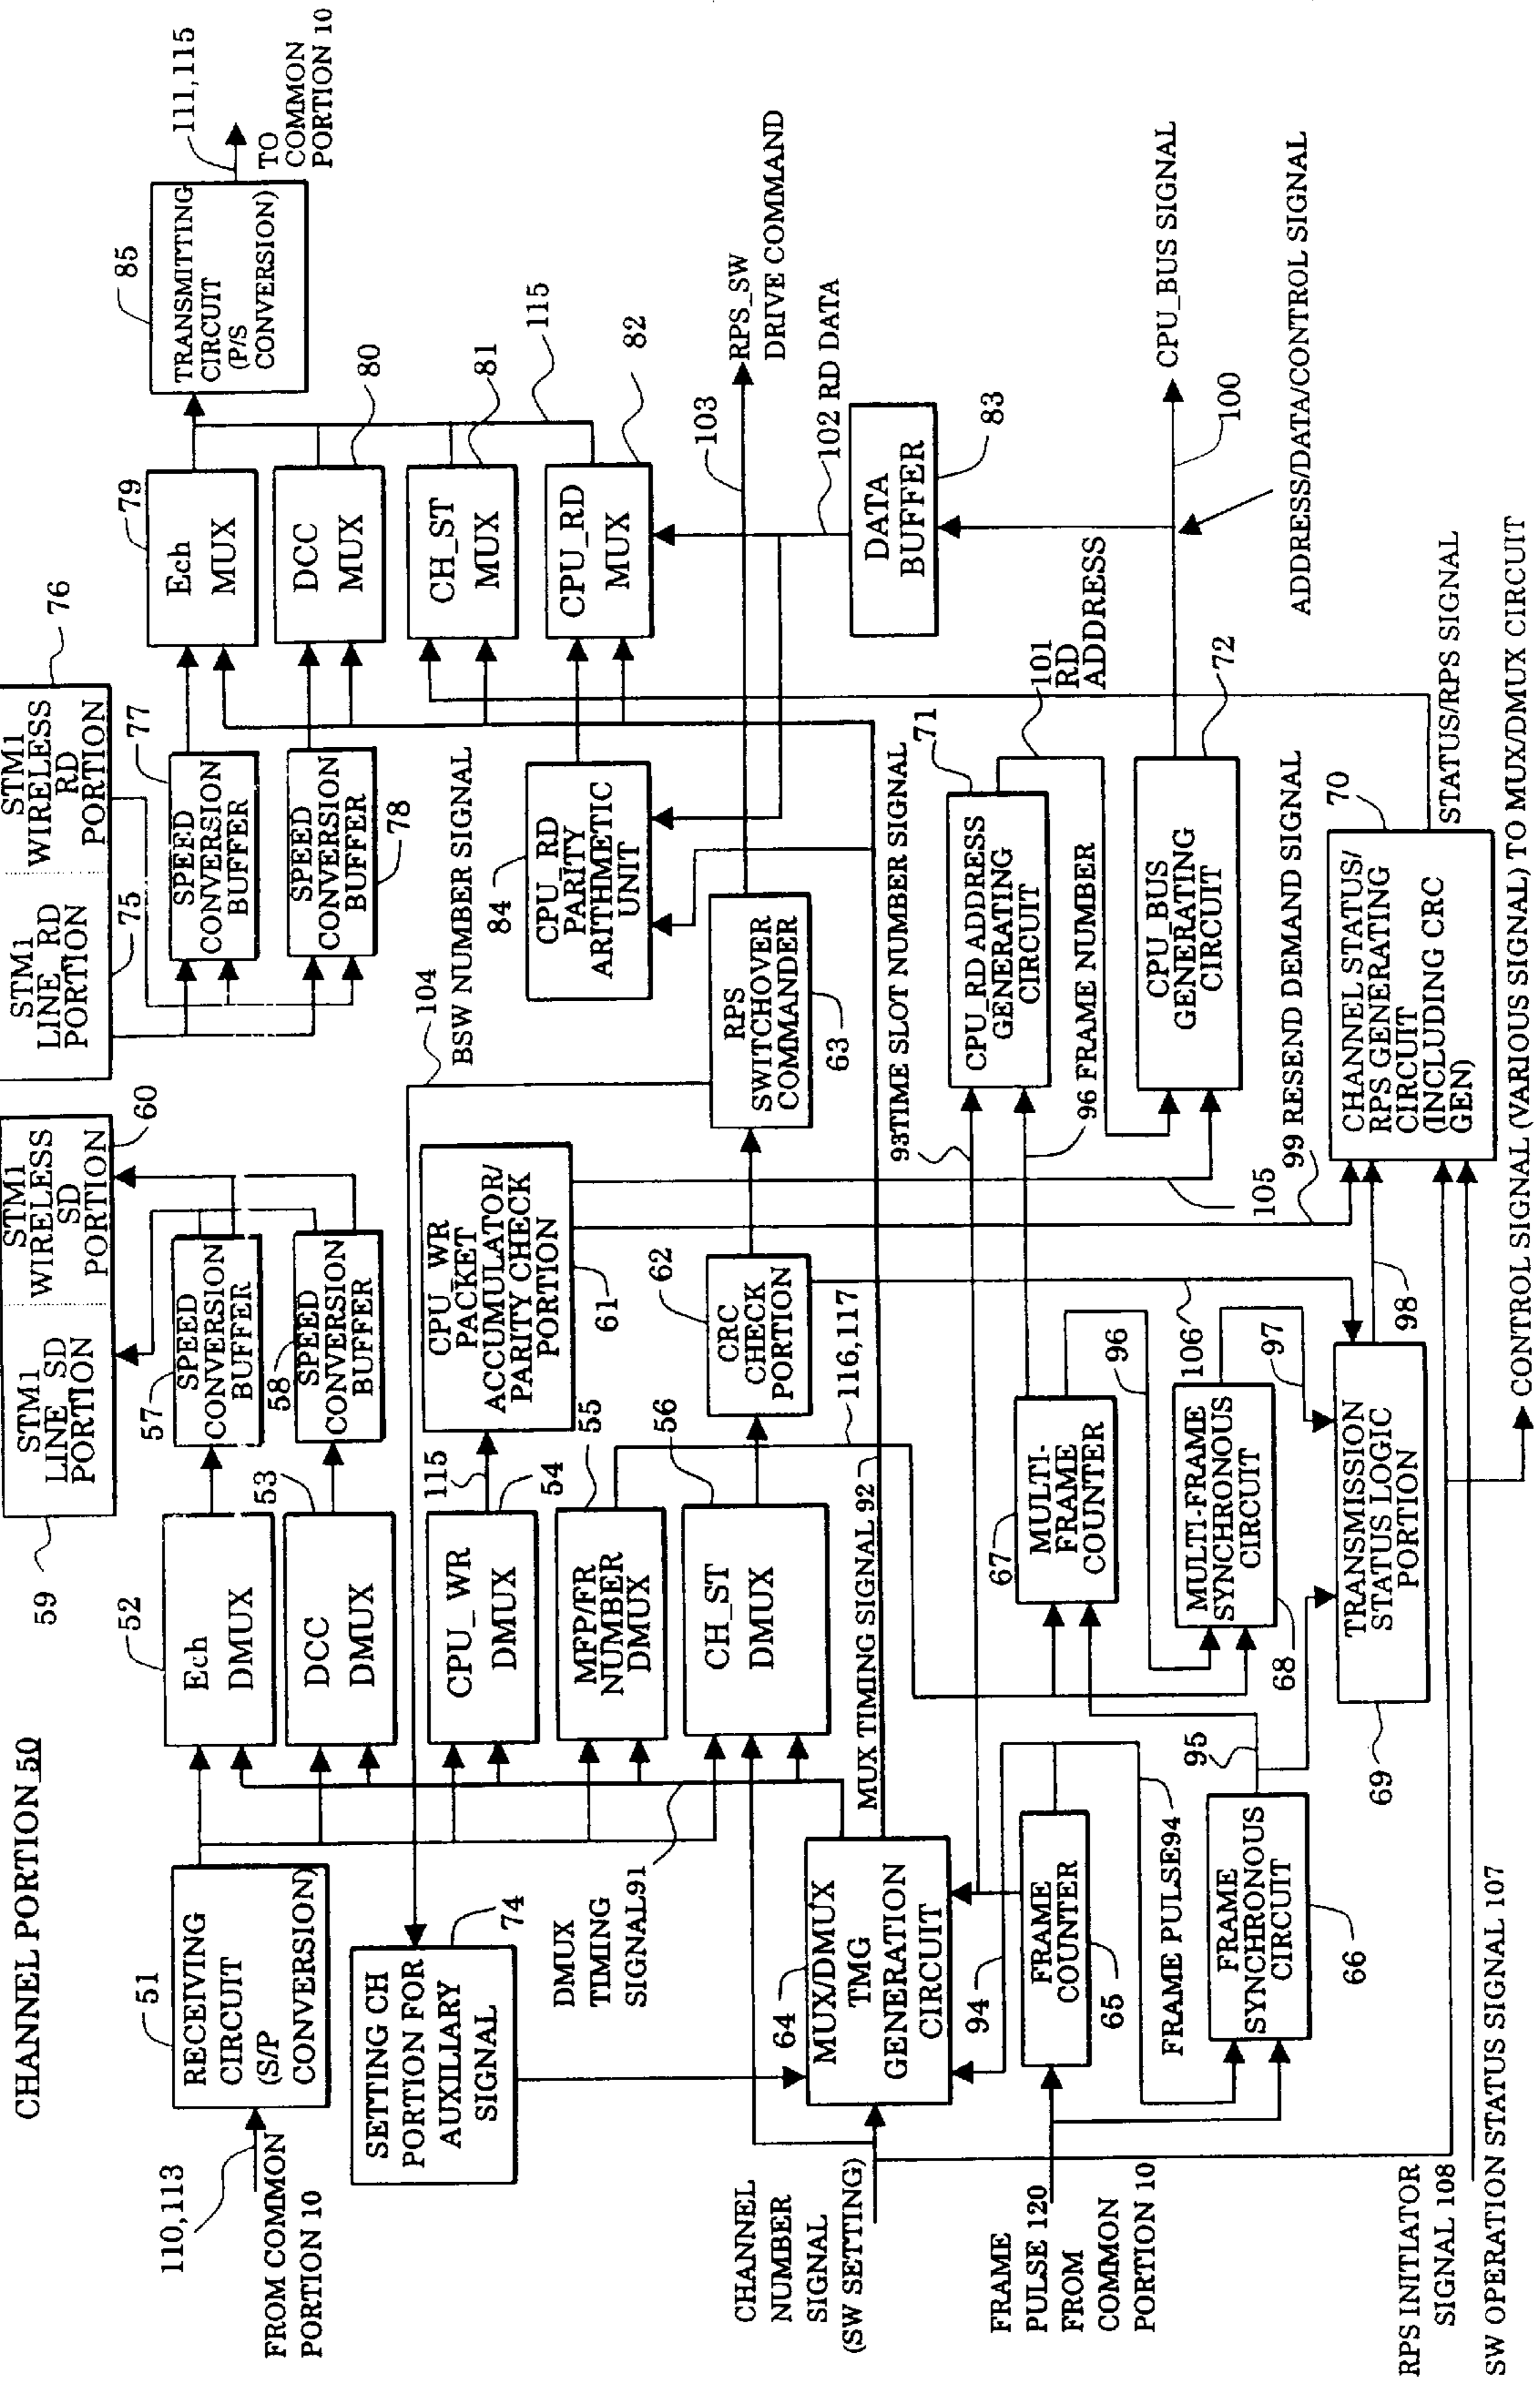 CHANNEL PORTION 50
110,113
FROM COMMON
PORTION 10
51
RECEIVING
CIRCUIT
(S/P
CONVERSION)
52
Ech
DMUX
53
DCC
DMUX
115
54
CPU_WR
DMUX
55
MFP/FR
NUMBER
DMUX
56
CH_ST
DMUX
57
SPEED
CONVERSION
BUFFER
58
SPEED
CONVERSION
BUFFER
59
STM1
LINE_SD
PORTION
STM1
WIRELESS
SD
PORTION
60
STM1
LINE_RD
PORTION
75
STM1
WIRELESS
RD
PORTION
76
77
SPEED
CONVERSION
BUFFER
SPEED
CONVERSION
BUFFER
78
79
Ech
MUX
DCC
MUX
80
CH_ST
MUX
81
CPU_RD
MUX
82
115
85
TRANSMITTING
CIRCUIT
(P/S
CONVERSION)
111,115
TO
COMMON
PORTION 10
SETTING CH
PORTION FOR
AUXILIARY
SIGNAL
74
DMUX
TIMING
SIGNAL91
CPU_WR
PACKET
ACCUMULATOR/
PARITY CHECK
PORTION
61
104
BSW NUMBER SIGNAL
84
CPU_RD
PARITY
ARITHMETIC
UNIT
62
CRC
CHECK
PORTION
116,117
RPS
SWITCHOVER
COMMANDER
63
103
RPS_SW
DRIVE COMMAND
102 RD DATA
DATA
BUFFER
83
CHANNEL
NUMBER
SIGNAL
(SW SETTING)
64
MUX/DMUX
TMG
GENERATION
CIRCUIT
MUX TIMING SIGNAL 92
93TIME SLOT NUMBER SIGNAL
94
FRAME
PULSE 120
FROM
COMMON
PORTION 10
FRAME
COUNTER
65
FRAME PULSE94
FRAME
SYNCHRONOUS
CIRCUIT
66
95
67
MULTI-
FRAME
COUNTER
96
96 FRAME NUMBER
MULTI-FRAME
SYNCHRONOUS
CIRCUIT
68
106
97
TRANSMISSION
STATUS LOGIC
PORTION
69
98
71
CPU_RD ADDRESS
GENERATING
CIRCUIT
101
RD
ADDRESS
CPU_BUS
GENERATING
CIRCUIT
72
105
100
CPU_BUS SIGNAL
ADDRESS/DATA/CONTROL SIGNAL
99 RESEND DEMAND SIGNAL
70
CHANNEL STATUS/
RPS GENERATING
CIRCUIT
(INCLUDING CRC
GEN)
STATUS/RPS SIGNAL
RPS INITIATOR
SIGNAL 108
CONTROL SIGNAL (VARIOUS SIGNAL) TO MUX/DMUX CIRCUIT
SW OPERATION STATUS SIGNAL 107